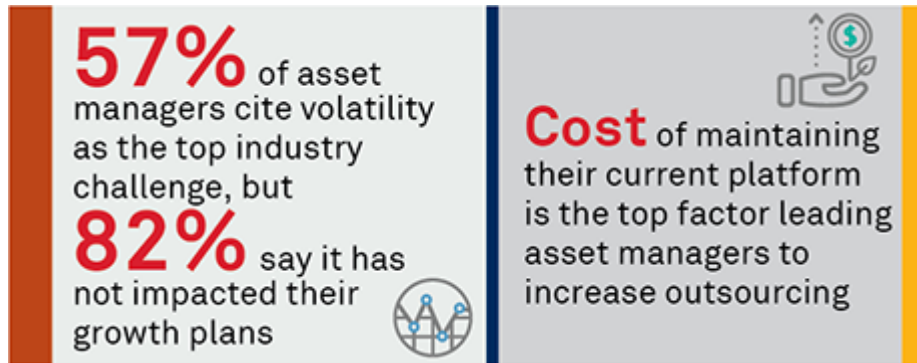 57% of asset
managers cite volatility
as the top industry
challenge, but
82% say it has
not impacted their
growth plans
$
Cost of maintaining
their current platform
is the top factor leading
asset managers to
increase outsourcing